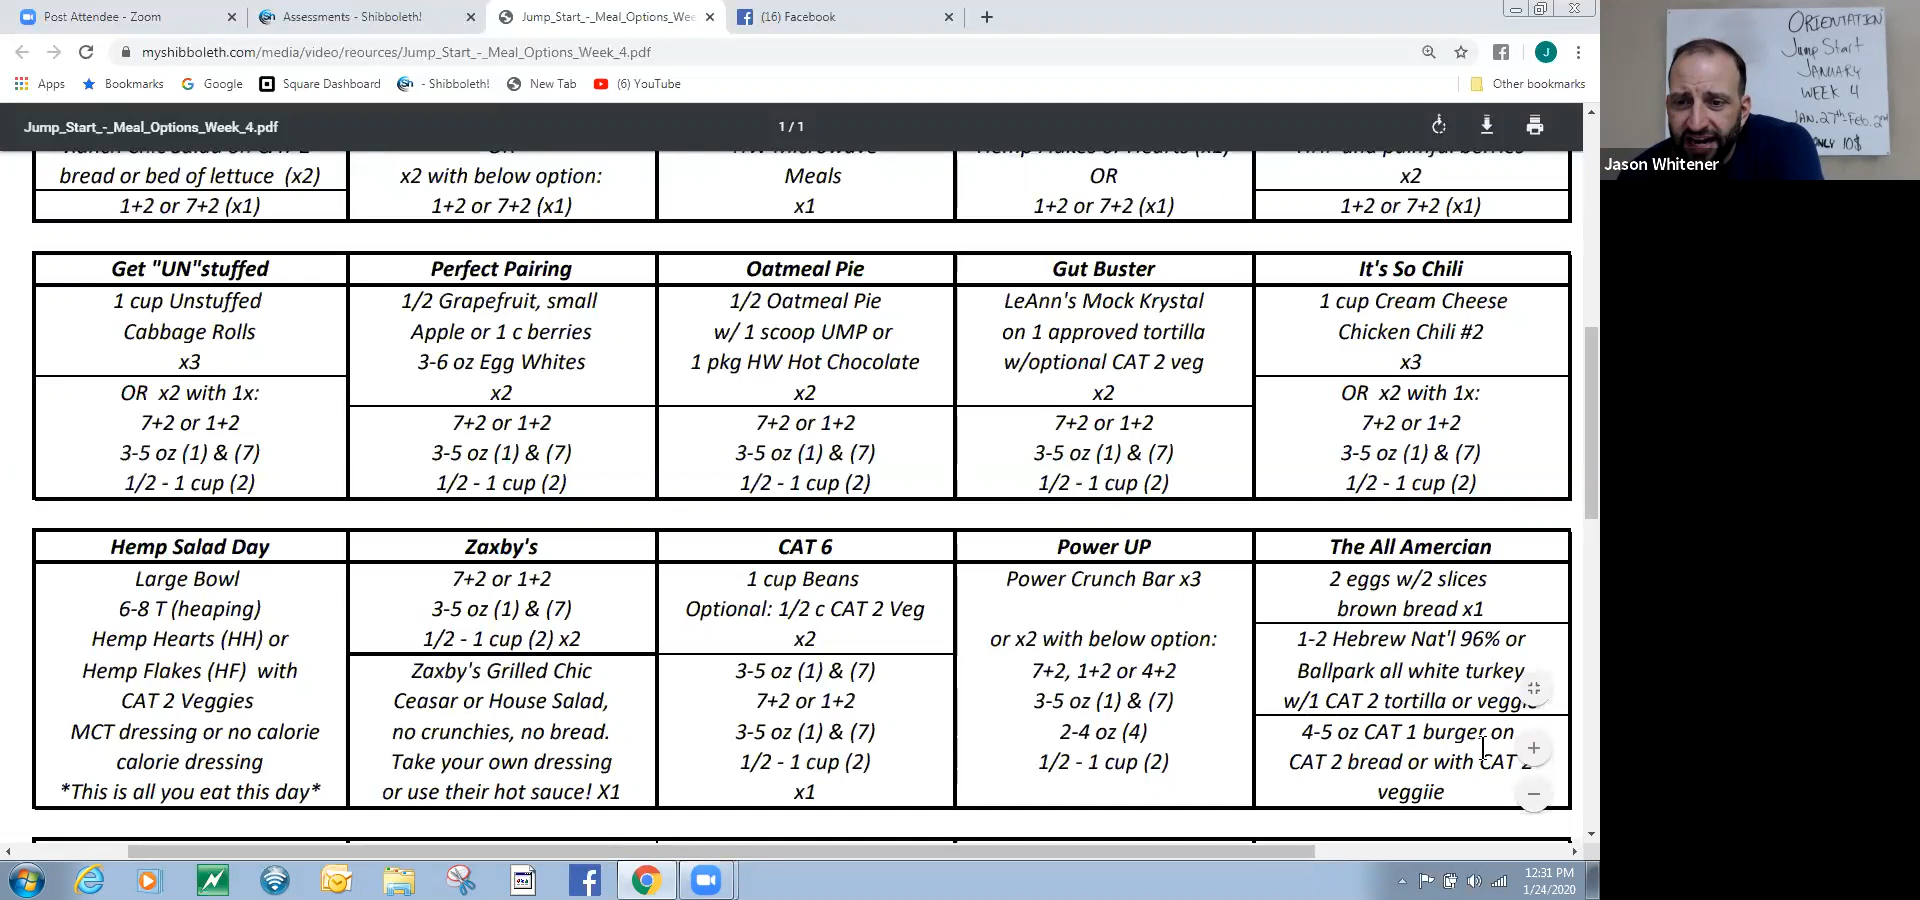 Post Attendee - Zoom
Assessments - Shibboleth!
Jump_Start_-_Meal_Options_Wee
(16) Facebook
myshibboleth.com/media/video/reources/Jump_Start_-_Meal_Options_Week_4.pdf
J
Apps
Bookmarks
Google
Square Dashboard
- Shibboleth!
New Tab
(6) YouTube
Other bookmarks
Jump_Start_-_Meal_Options_Week_4.pdf
1 / 1
bread or bed of lettuce (x2)
1+2 or 7+2 (x1)
x2 with below option:
1+2 or 7+2 (x1)
Meals
x1
OR
1+2 or 7+2 (x1)
x2
1+2 or 7+2 (x1)
Get "UN"stuffed
1 cup Unstuffed
Cabbage Rolls
x3
OR x2 with 1x:
7+2 or 1+2
3-5 oz (1) & (7)
1/2 - 1 cup (2)
Perfect Pairing
1/2 Grapefruit, small
Apple or 1 c berries
3-6 oz Egg Whites
x2
7+2 or 1+2
3-5 oz (1) & (7)
1/2 - 1 cup (2)
Oatmeal Pie
1/2 Oatmeal Pie
w/ 1 scoop UMP or
1 pkg HW Hot Chocolate
x2
7+2 or 1+2
3-5 oz (1) & (7)
1/2 - 1 cup (2)
Gut Buster
LeAnn's Mock Krystal
on 1 approved tortilla
w/optional CAT 2 veg
x2
7+2 or 1+2
3-5 oz (1) & (7)
1/2 - 1 cup (2)
It's So Chili
1 cup Cream Cheese
Chicken Chili #2
x3
OR x2 with 1x:
7+2 or 1+2
3-5 oz (1) & (7)
1/2 - 1 cup (2)
Hemp Salad Day
Large Bowl
6-8 T (heaping)
Hemp Hearts (HH) or
Hemp Flakes (HF) with
CAT 2 Veggies
MCT dressing or no calorie
calorie dressing
*This is all you eat this day*
Zaxby's
7+2 or 1+2
3-5 oz (1) & (7)
1/2 - 1 cup (2) x2
Zaxby's Grilled Chic
Ceasar or House Salad,
no crunchies, no bread.
Take your own dressing
or use their hot sauce! X1
CAT 6
1 cup Beans
Optional: 1/2 c CAT 2 Veg
x2
3-5 oz (1) & (7)
7+2 or 1+2
3-5 oz (1) & (7)
1/2 - 1 cup (2)
x1
Power UP
Power Crunch Bar x3
or x2 with below option:
7+2, 1+2 or 4+2
3-5 oz (1) & (7)
2-4 oz (4)
1/2 - 1 cup (2)
The All Amercian
2 eggs w/2 slices
brown bread x1
1-2 Hebrew Nat'l 96% or
Ballpark all white turkey
w/1 CAT 2 tortilla or veggi
4-5 oz CAT 1 burger on
CAT 2 bread or with CAT 2
veggiie
12:31 PM
1/24/2020
ORIENTATION
Jump Start
JANUARY
WEEK 4
JAN. 27th-Feb. 2nd
ONLY 10$
Jason Whitener